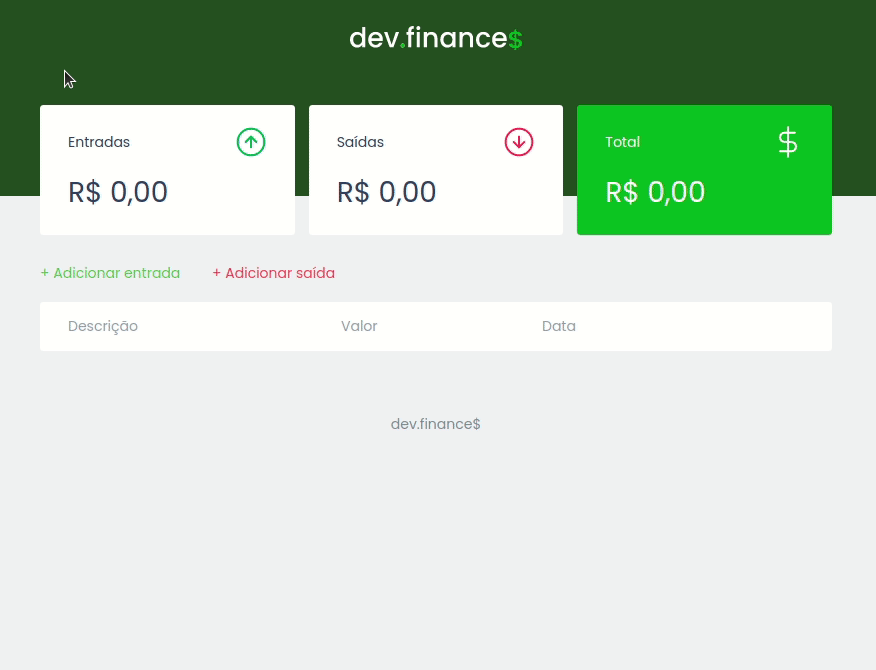 dev.finance$
Entradas
Saídas
Total
$
R$ 0,00
R$ 0,00
R$ 0,00
+ Adicionar entrada
+ Adicionar saída
Descrição
Valor
Data
dev.finance$